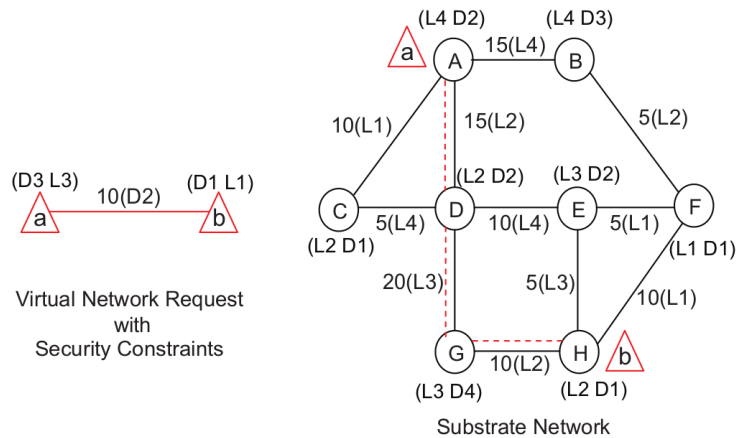 (L4 D2)
(L4 D3)
a
A
15(L4)
B
10(L1)
15(L2)
5(L2)
(D3 L3)
10(D2)
(D1 L1)
a
b
(L2 D2)
(L3 D2)
C
5(L4)
D
10(L4)
E
5(L1)
F
(L2 D1)
(L1 D1)
20(L3)
5(L3)
10(L1)
Virtual Network Request
with
Security Constraints
G
10(L2)
H
b
(L3 D4)
(L2 D1)
Substrate Network